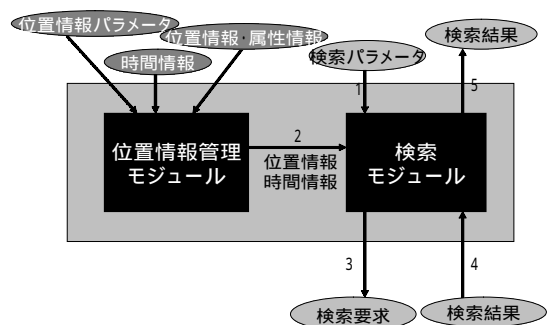 位置情報パラメータ
位置情報・属性情報
検索結果
時間情報
検索パラメータ
1
5
位置情報管理
モジュール
2
位置情報
時間情報
検索
モジュール
3
4
検索要求
検索結果